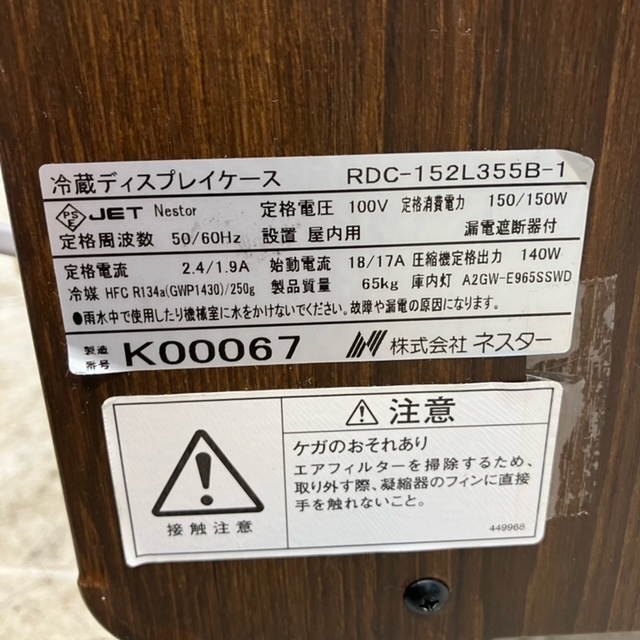 冷蔵ディスプレイケース RDC-152L355B-1
PSE JET Nestor 定格電圧 100V 定格消費電力 150/150W
定格周波数 50/60Hz 設置 屋内用 漏電遮断器付
定格電流 2.4/1.9A 始動電流 18/17A 圧縮機定格出力 140W
冷媒 HFC R134a(GWP1430)/250g 製品質量 65kg 庫内灯 A2GW-E965SSWD
●雨水中で使用したり機械室に水をかけないでください。故障や漏電の原因になります。
製造番号 K00067 株式会社 ネスター
注意
ケガのおそれあり
エアフィルターを掃除するため、
取り外す際、凝縮器のフィンに直接
手を触れないこと。
接触注意
449968